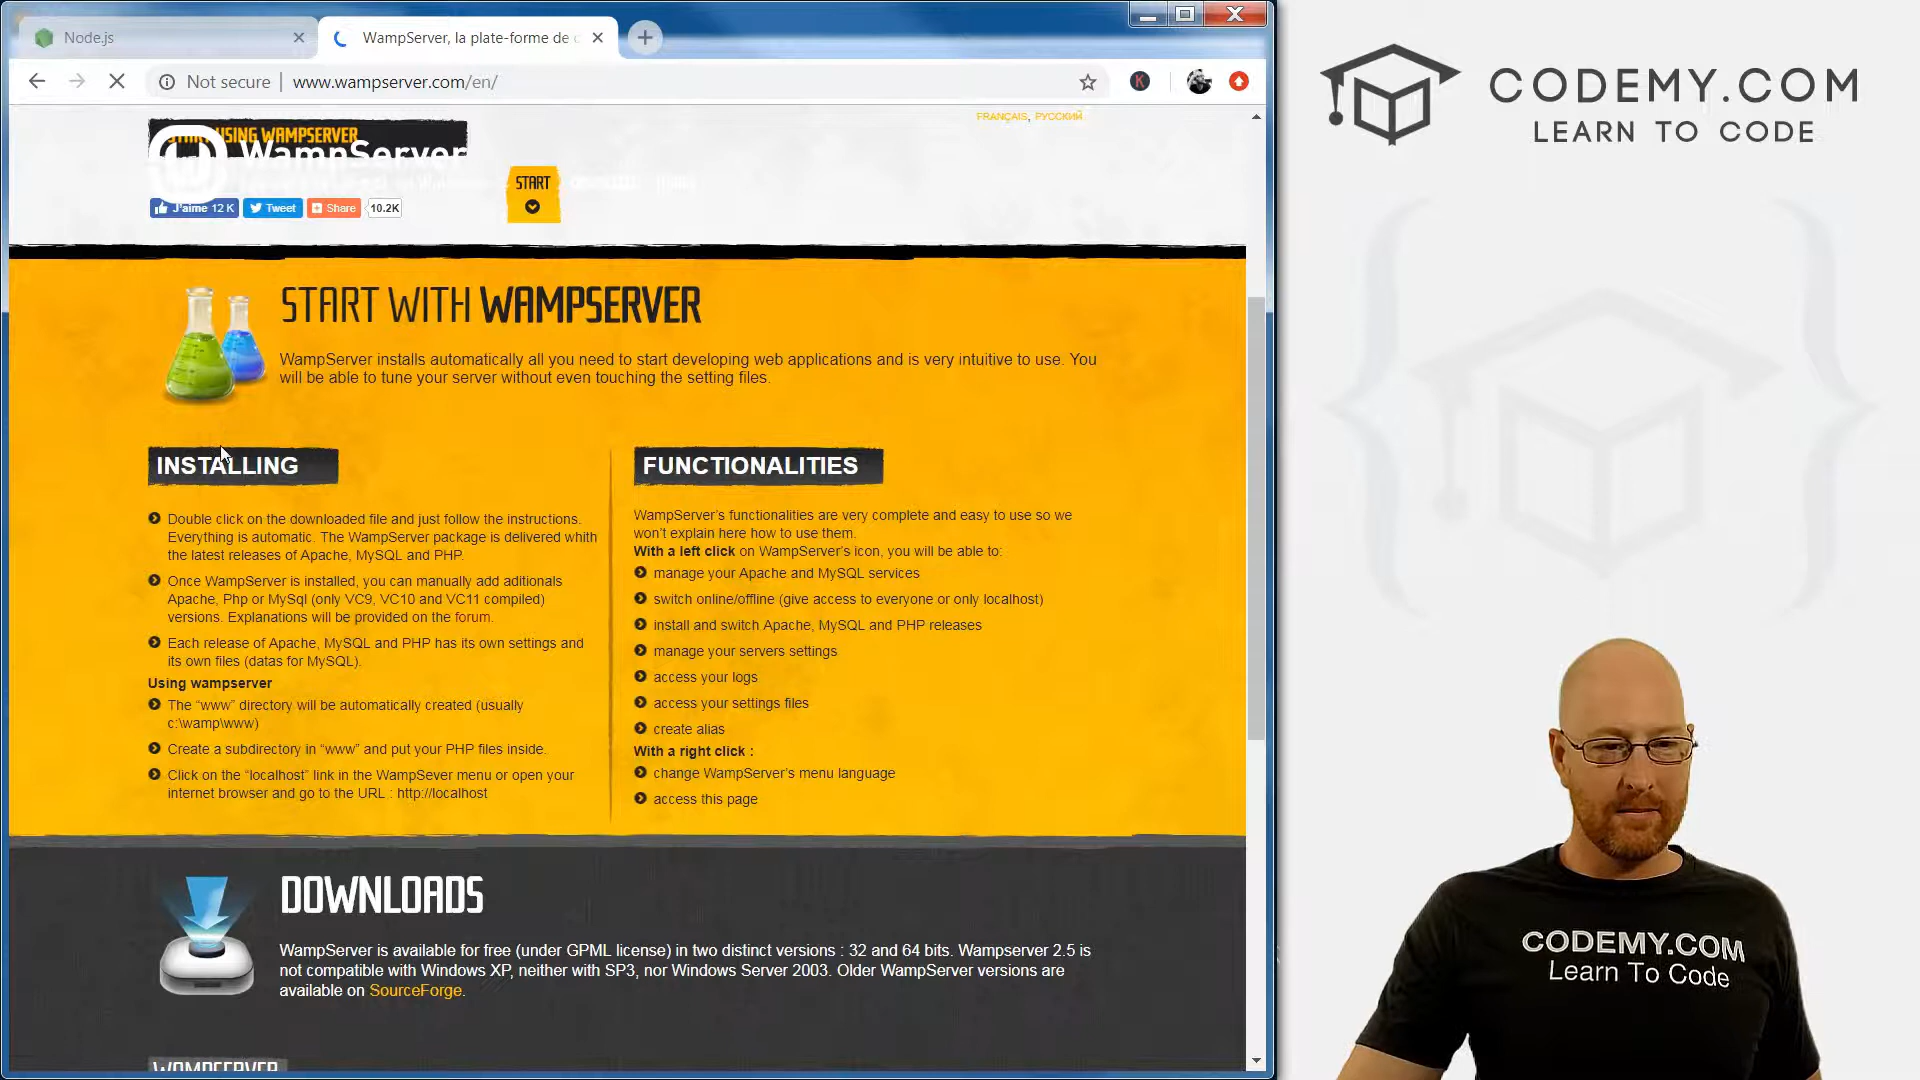 Node.js
WampServer, la plate-forme de
Not secure | www.wampserver.com/en/
K
FRANÇAIS, РУССКИЙ
USING WAMPSERVER
WampServer
START
J'aime 12 K
Tweet
Share
10.2K
START WITH WAMPSERVER
WampServer installs automatically all you need to start developing web applications and is very intuitive to use. You
will be able to tune your server without even touching the setting files.
INSTALLING
Double click on the downloaded file and just follow the instructions.
Everything is automatic. The WampServer package is delivered whith
the latest releases of Apache, MySQL and PHP.
Once WampServer is installed, you can manually add aditionals
Apache, Php or MySql (only VC9, VC10 and VC11 compiled)
versions. Explanations will be provided on the forum.
Each release of Apache, MySQL and PHP has its own settings and
its own files (datas for MySQL).
Using wampserver
The “www” directory will be automatically created (usually
c:\wamp\www)
Create a subdirectory in “www” and put your PHP files inside.
Click on the “localhost” link in the WampSever menu or open your
internet browser and go to the URL : http://localhost
FUNCTIONALITIES
WampServer’s functionalities are very complete and easy to use so we
won’t explain here how to use them.
With a left click on WampServer’s icon, you will be able to:
manage your Apache and MySQL services
switch online/offline (give access to everyone or only localhost)
install and switch Apache, MySQL and PHP releases
manage your servers settings
access your logs
access your settings files
create alias
With a right click :
change WampServer’s menu language
access this page
DOWNLOADS
WampServer is available for free (under GPML license) in two distinct versions : 32 and 64 bits. Wampserver 2.5 is
not compatible with Windows XP, neither with SP3, nor Windows Server 2003. Older WampServer versions are
available on SourceForge.
WAMPSERVER
CODEMY.COM
LEARN TO CODE
CODEMY.COM
Learn To Code